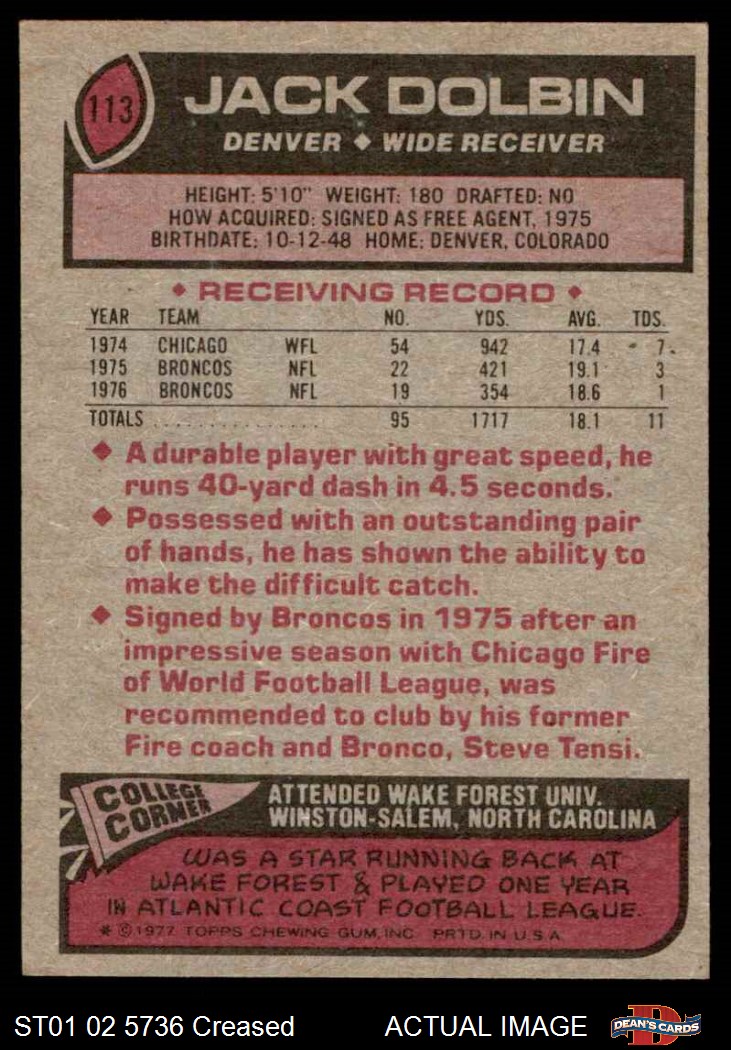 113
JACK DOLBIN
DENVER ◆ WIDE RECEIVER
HEIGHT: 5'10" WEIGHT: 180 DRAFTED: NO
HOW ACQUIRED: SIGNED AS FREE AGENT, 1975
BIRTHDATE: 10-12-48 HOME: DENVER, COLORADO
◆ RECEIVING RECORD ◆
YEAR TEAM NO. YDS. AVG. TDS.
1974 CHICAGO WFL 54 942 17.4 7
1975 BRONCOS NFL 22 421 19.1 3
1976 BRONCOS NFL 19 354 18.6 1
TOTALS . . . . . . . . . . . . . . . 95 1717 18.1 11
◆ A durable player with great speed, he
runs 40-yard dash in 4.5 seconds.
◆ Possessed with an outstanding pair
of hands, he has shown the ability to
make the difficult catch.
◆ Signed by Broncos in 1975 after an
impressive season with Chicago Fire
of World Football League, was
recommended to club by his former
Fire coach and Bronco, Steve Tensi.
COLLEGE
CORNER
ATTENDED WAKE FOREST UNIV.
WINSTON-SALEM, NORTH CAROLINA
WAS A STAR RUNNING BACK AT
WAKE FOREST & PLAYED ONE YEAR
IN ATLANTIC COAST FOOTBALL LEAGUE.
* © 1977 TOPPS CHEWING GUM, INC. PRTD. IN U.S.A.
ST01 02 5736 Creased ACTUAL IMAGE
D
DEAN'S CARDS